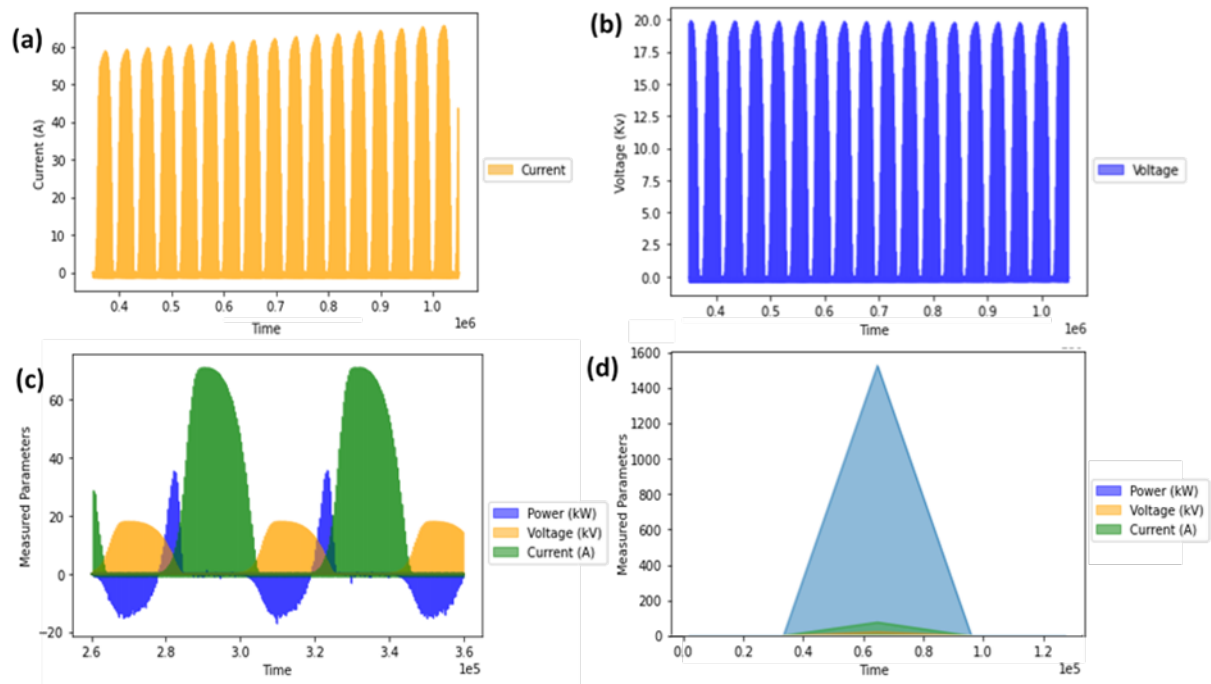 (a)
60
50
40
30
20
10
0
Current (A)
0.4 0.5 0.6 0.7 0.8 0.9 1.0
1e6
Time
Current
(b)
20.0
17.5
15.0
12.5
10.0
7.5
5.0
2.5
0.0
Voltage (Kv)
0.4 0.5 0.6 0.7 0.8 0.9 1.0
1e6
Time
Voltage
(c)
60
40
20
0
−20
Measured Parameters
2.6 2.8 3.0 3.2 3.4 3.6
1e5
Time
Power (kW)
Voltage (kV)
Current (A)
(d)
1600
1400
1200
1000
800
600
400
200
0
Measured Parameters
0.0 0.2 0.4 0.6 0.8 1.0 1.2
1e5
Time
Power (kW)
Voltage (kV)
Current (A)